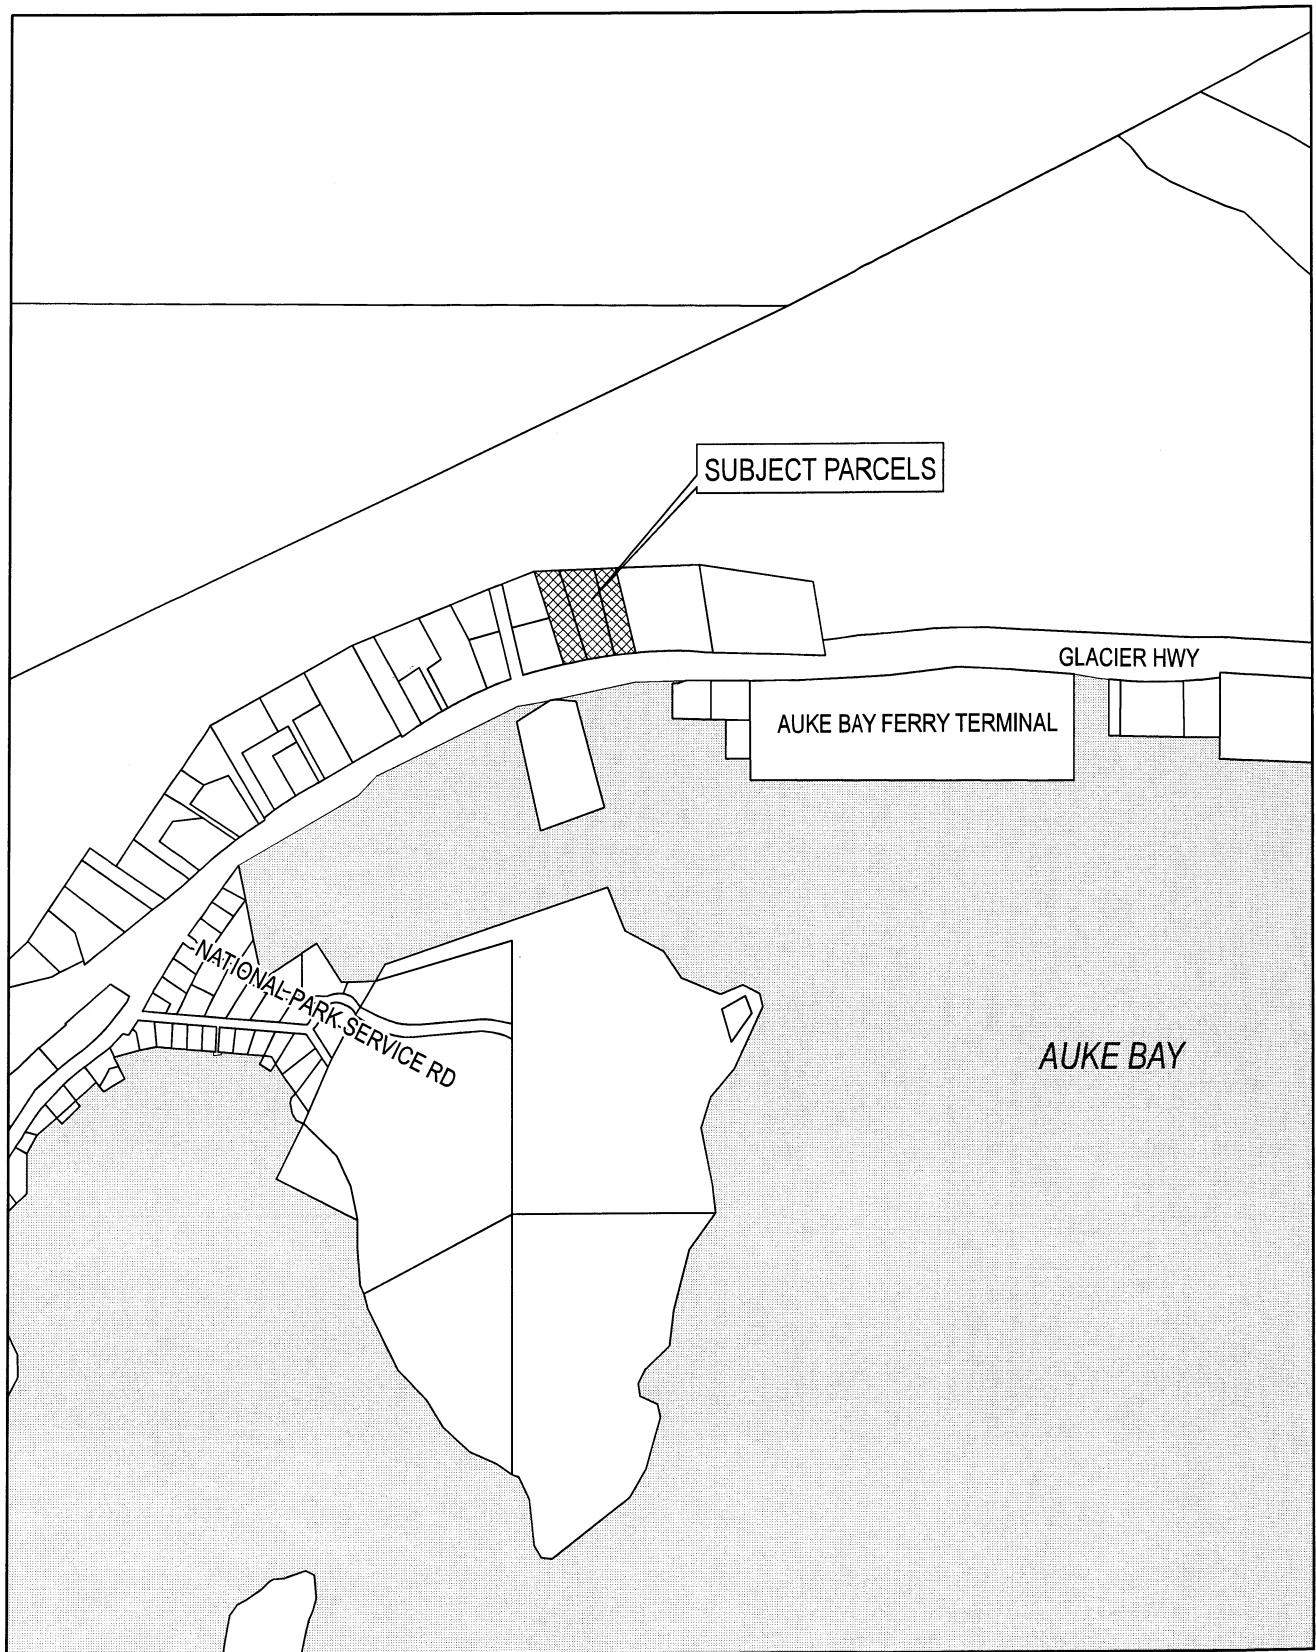 SUBJECT PARCELS
GLACIER HWY
AUKE BAY FERRY TERMINAL
NATIONAL PARK SERVICE RD
AUKE BAY